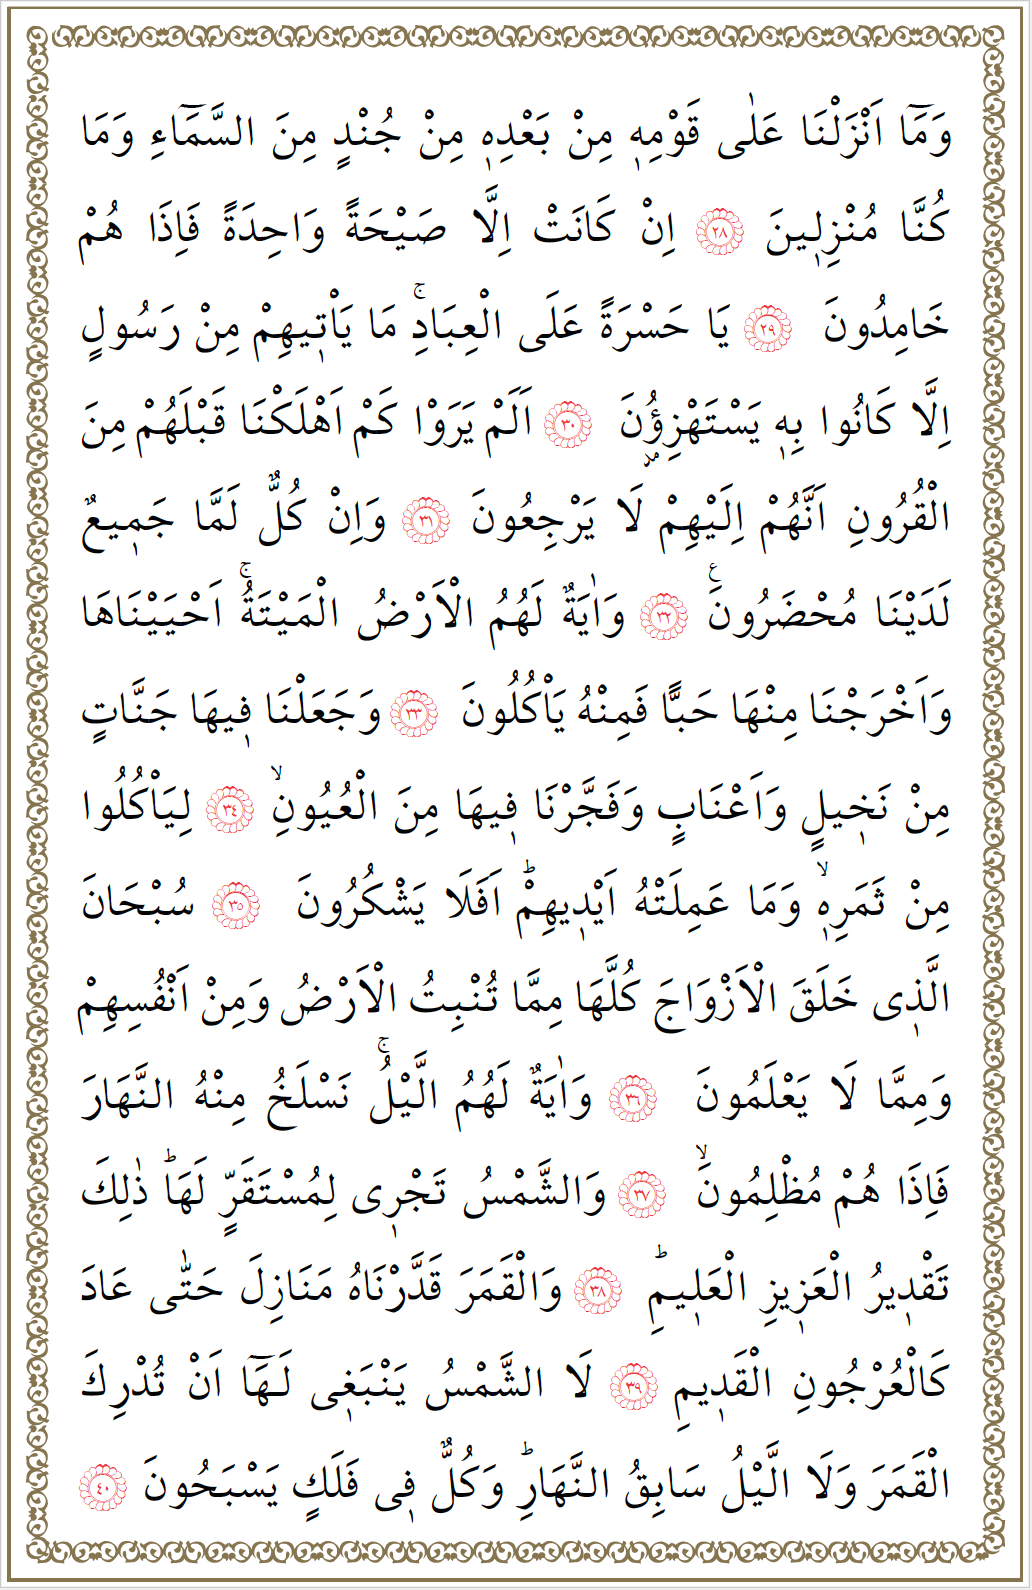 وَمَٓا اَنْزَلْنَا عَلٰى قَوْمِه۪ مِنْ بَعْدِه۪ مِنْ جُنْدٍ مِنَ السَّمَٓاءِ وَمَا
كُنَّا مُنْزِل۪ينَ ﴿٢٨﴾ اِنْ كَانَتْ اِلَّا صَيْحَةً وَاحِدَةً فَاِذَا هُمْ
خَامِدُونَ ﴿٢٩﴾ يَا حَسْرَةً عَلَى الْعِبَادِۚ مَا يَأْت۪يهِمْ مِنْ رَسُولٍ
اِلَّا كَانُوا بِه۪ يَسْتَهْزِؤُ۫نَ ﴿٣٠﴾ اَلَمْ يَرَوْا كَمْ اَهْلَكْنَا قَبْلَهُمْ مِنَ
الْقُرُونِ اَنَّهُمْ اِلَيْهِمْ لَا يَرْجِعُونَ ﴿٣١﴾ وَاِنْ كُلٌّ لَمَّا جَم۪يعٌ
لَدَيْنَا مُحْضَرُونَ۟ ﴿٣٢﴾ وَاٰيَةٌ لَهُمُ الْاَرْضُ الْمَيْتَةُۚ اَحْيَيْنَاهَا
وَاَخْرَجْنَا مِنْهَا حَبًّا فَمِنْهُ يَأْكُلُونَ ﴿٣٣﴾ وَجَعَلْنَا ف۪يهَا جَنَّاتٍ
مِنْ نَخ۪يلٍ وَاَعْنَابٍ وَفَجَّرْنَا ف۪يهَا مِنَ الْعُيُونِۙ ﴿٣٤﴾ لِيَأْكُلُوا
مِنْ ثَمَرِه۪ۙ وَمَا عَمِلَتْهُ اَيْد۪يهِمْۜ اَفَلَا يَشْكُرُونَ ﴿٣٥﴾ سُبْحَانَ
الَّذ۪ى خَلَقَ الْاَزْوَاجَ كُلَّهَا مِمَّا تُنْبِتُ الْاَرْضُ وَمِنْ اَنْفُسِهِمْ
وَمِمَّا لَا يَعْلَمُونَ ﴿٣٦﴾ وَاٰيَةٌ لَهُمُ الَّيْلُۚ نَسْلَخُ مِنْهُ النَّهَارَ
فَاِذَا هُمْ مُظْلِمُونَۙ ﴿٣٧﴾ وَالشَّمْسُ تَجْر۪ى لِمُسْتَقَرٍّ لَهَاۜ ذٰلِكَ
تَقْد۪يرُ الْعَز۪يزِ الْعَل۪يمِۜ ﴿٣٨﴾ وَالْقَمَرَ قَدَّرْنَاهُ مَنَازِلَ حَتّٰى عَادَ
كَالْعُرْجُونِ الْقَد۪يمِ ﴿٣٩﴾ لَا الشَّمْسُ يَنْبَغ۪ى لَهَٓا اَنْ تُدْرِكَ
الْقَمَرَ وَلَا الَّيْلُ سَابِقُ النَّهَارِۜ وَكُلٌّ ف۪ى فَلَكٍ يَسْبَحُونَ ﴿٤٠﴾